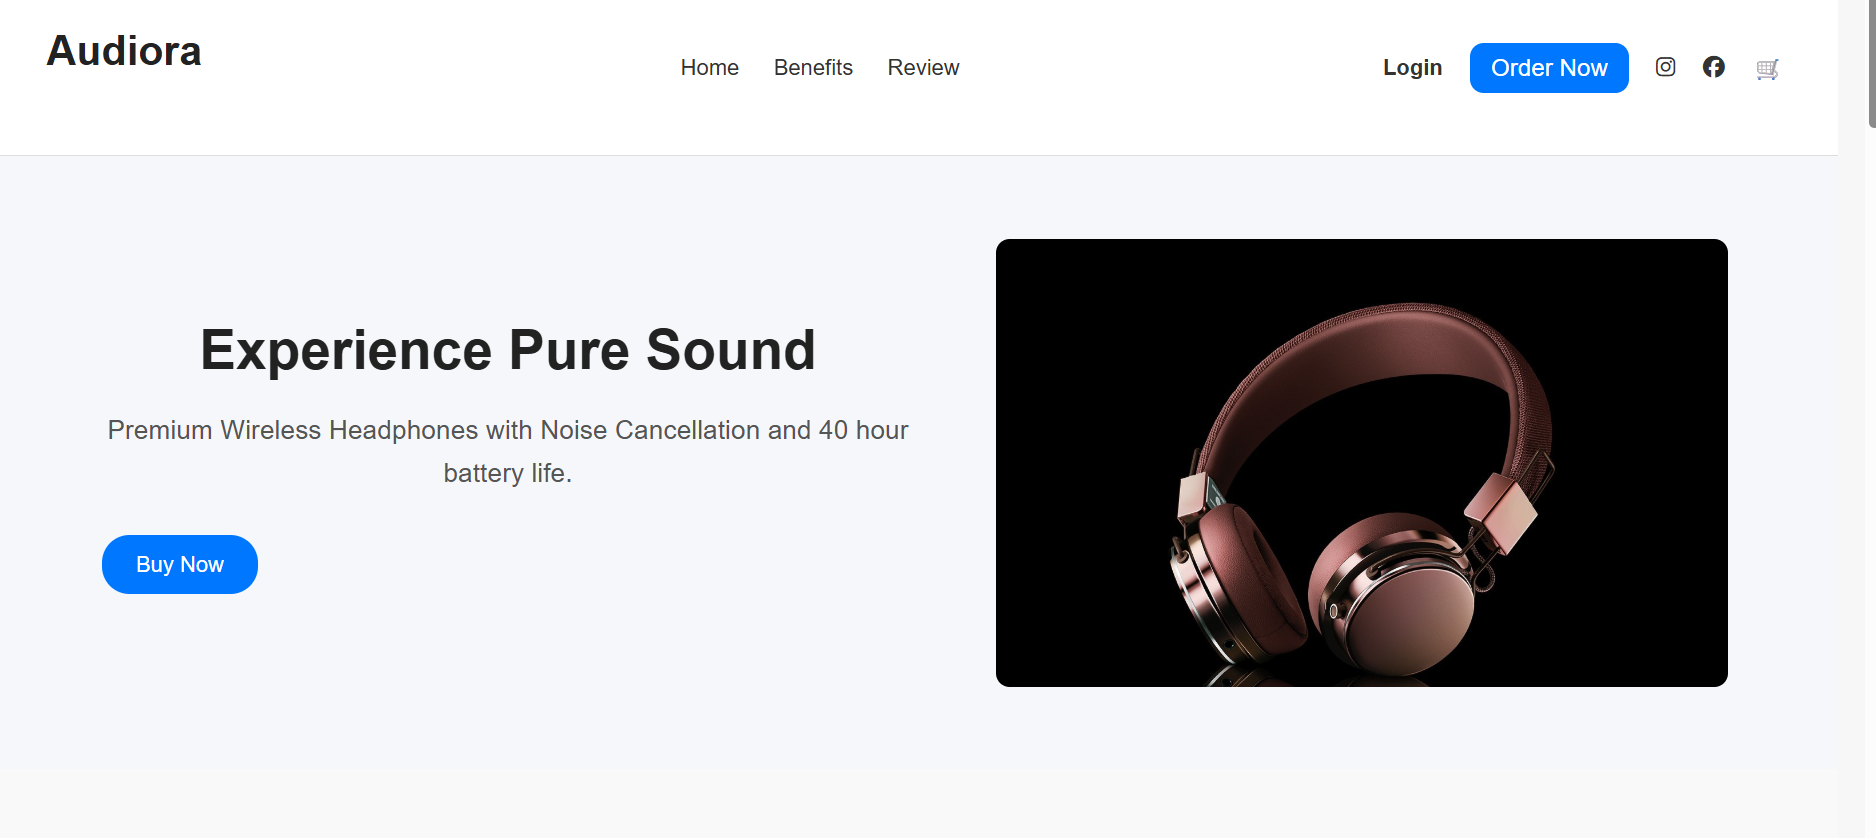 Audiora
Home Benefits Review
Login Order Now
Experience Pure Sound
Premium Wireless Headphones with Noise Cancellation and 40 hour
battery life.
Buy Now